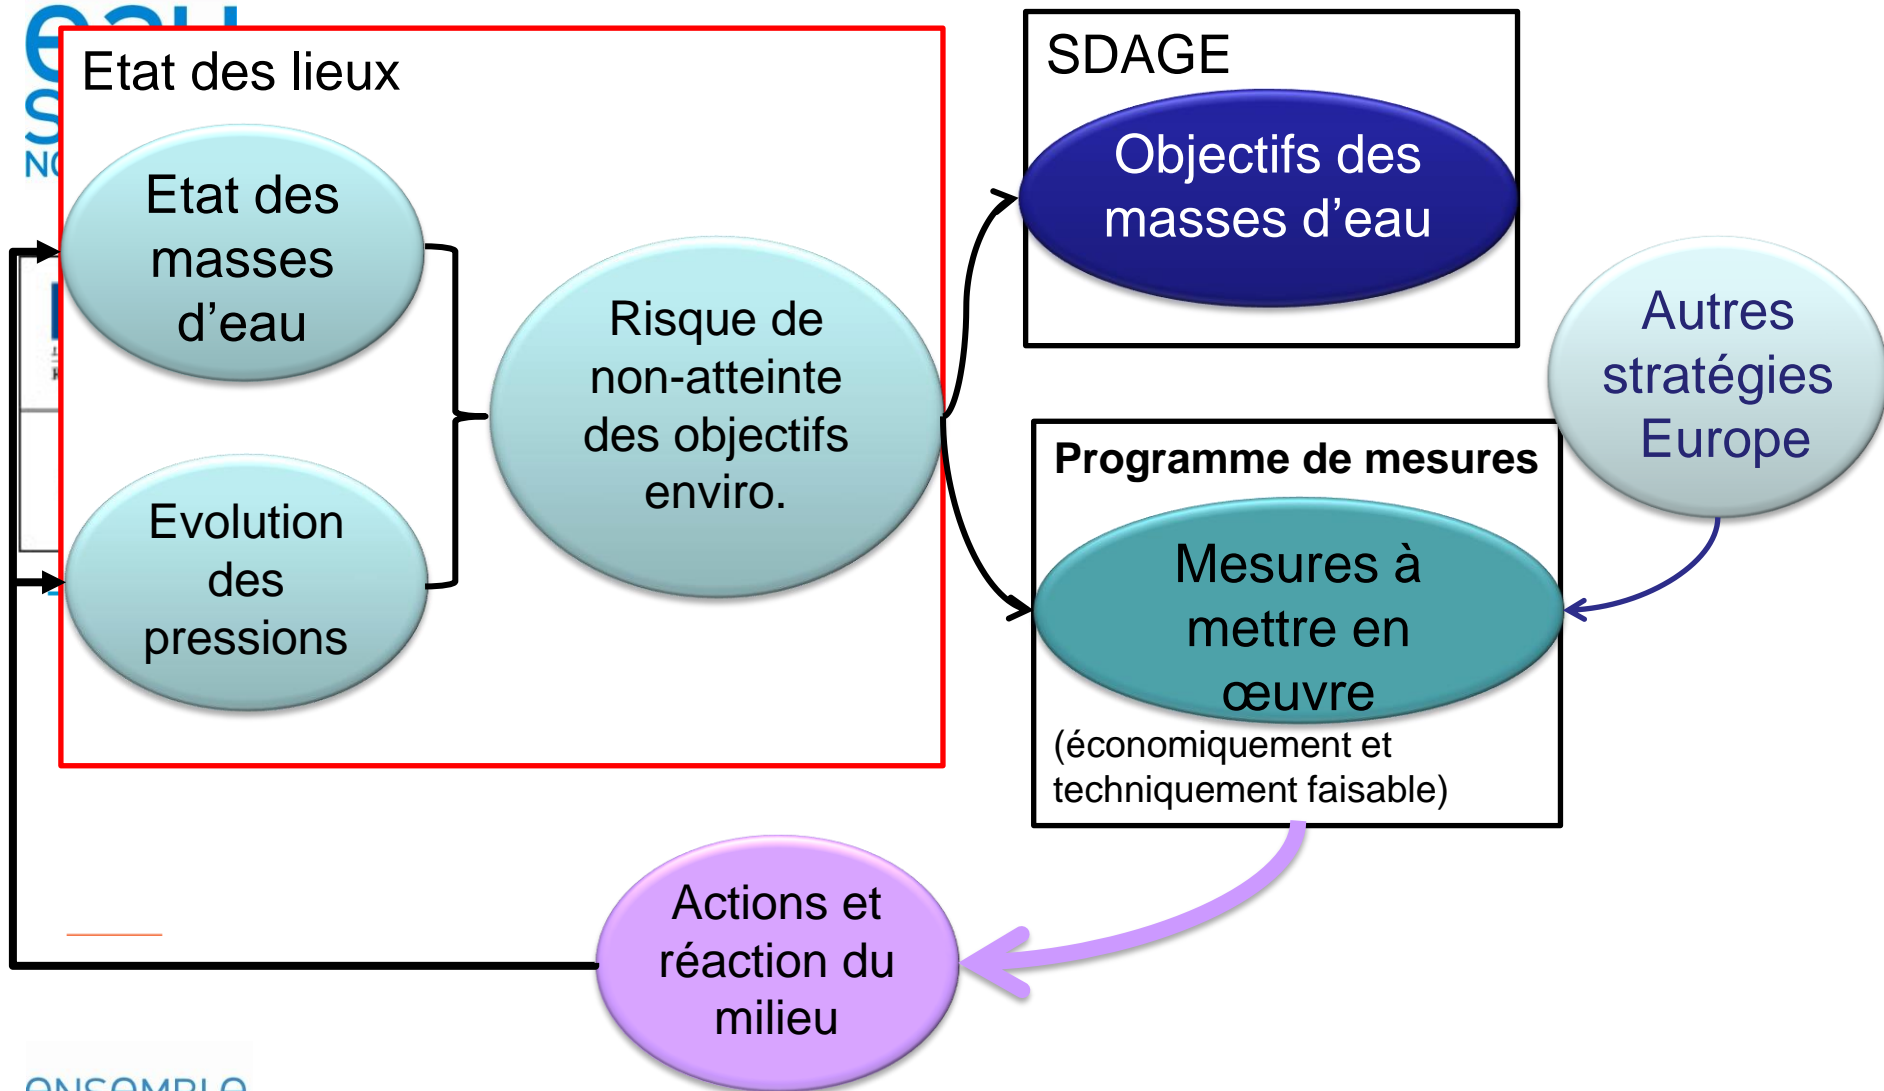 eau
Etat des lieux
Etat des
masses
d’eau
Evolution
des
pressions
Risque de
non-atteinte
des objectifs
enviro.
SDAGE
Objectifs des
masses d’eau
Autres
stratégies
Europe
Programme de mesures
Mesures à
mettre en
œuvre
(économiquement et
techniquement faisable)
Actions et
réaction du
milieu